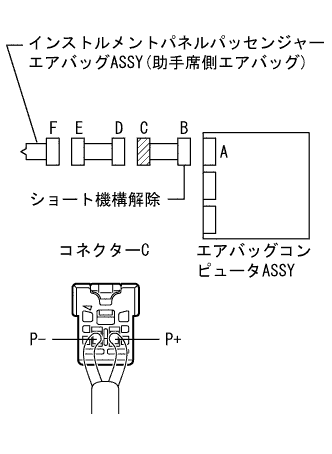 インストルメントパネルパッセンジャー
エアバッグASSY(助手席側エアバッグ)
F E D C B
A
ショート機構解除
コネクターC
エアバッグコン
ピュータASSY
P- P+